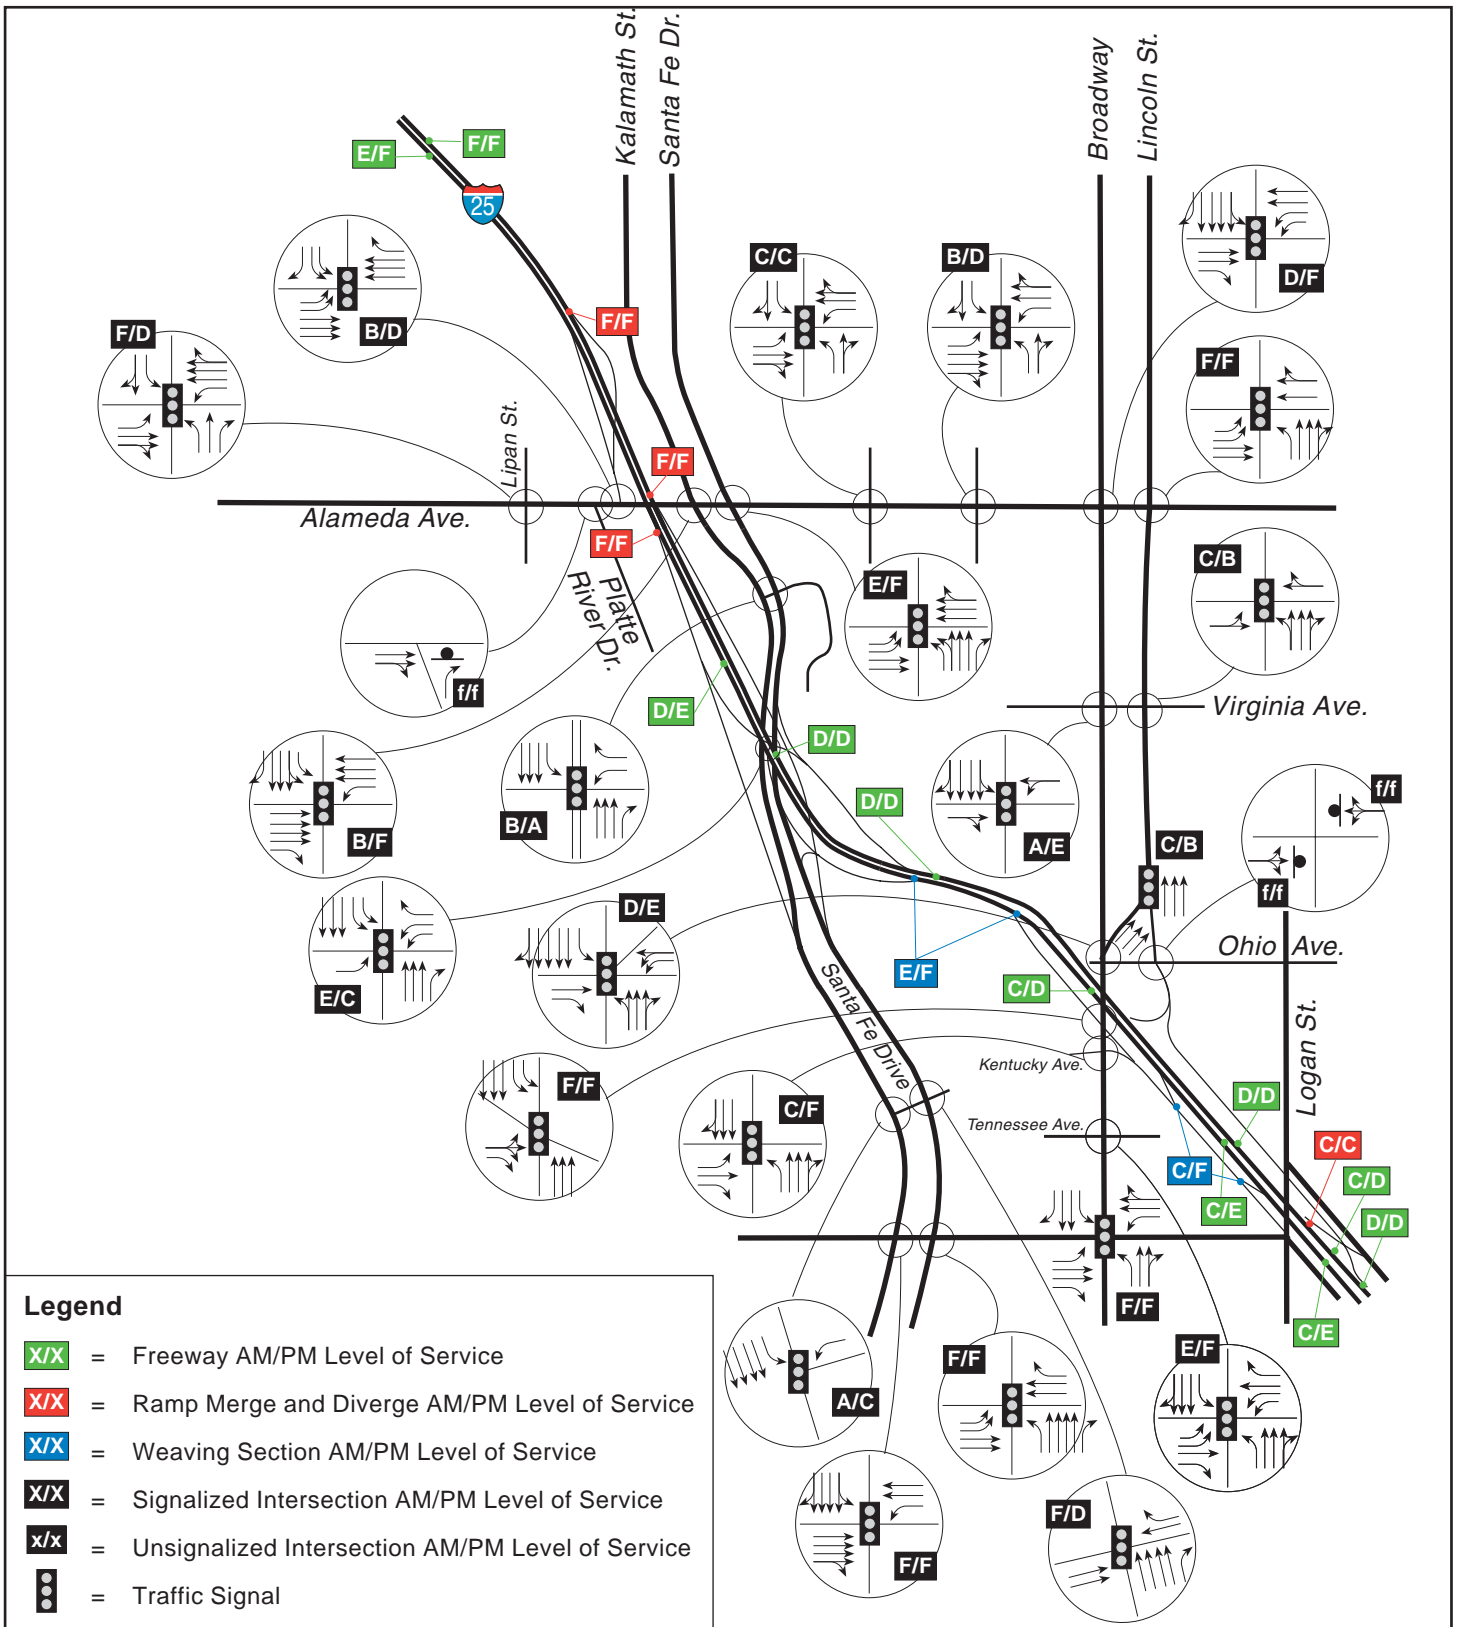 Kalamath St.
Santa Fe Dr.
Broadway
Lincoln St.
F/F
E/F
25
C/C
B/D
D/F
F/D
B/D
F/F
F/F
F/F
Lipan St.
Alameda Ave.
F/F
E/F
C/B
Platte
River Dr.
f/f
D/E
D/D
Virginia Ave.
D/D
f/f
B/F
B/A
A/E
C/B
f/f
D/E
Ohio Ave.
E/C
E/F
C/D
Santa Fe Drive
Logan St.
Kentucky Ave.
F/F
C/F
D/D
Tennessee Ave.
C/C
C/F
C/D
C/E
D/D
F/F
C/E
A/C
F/F
E/F
F/F
F/D
Legend
X/X = Freeway AM/PM Level of Service
X/X = Ramp Merge and Diverge AM/PM Level of Service
X/X = Weaving Section AM/PM Level of Service
X/X = Signalized Intersection AM/PM Level of Service
x/x = Unsignalized Intersection AM/PM Level of Service
= Traffic Signal